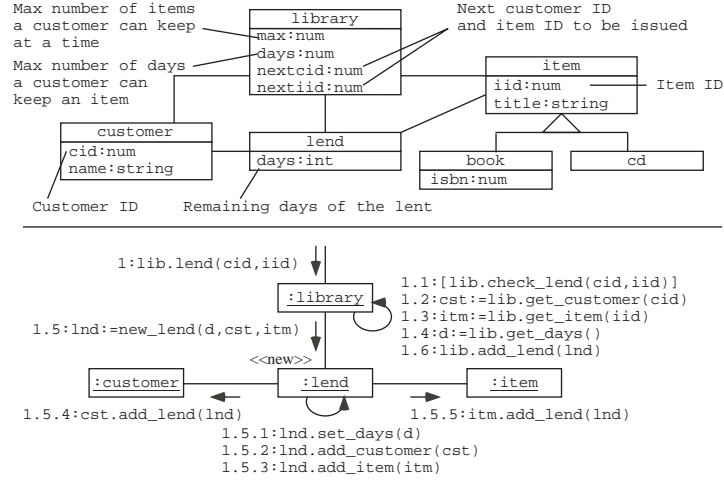 Max number of items
a customer can keep
at a time
Max number of days
a customer can
keep an item
library
max:num
days:num
nextcid:num
nextiid:num
Next customer ID
and item ID to be issued
item
iid:num
title:string
Item ID
customer
cid:num
name:string
lend
days:int
book
isbn:num
cd
Customer ID
Remaining days of the lent
1:lib.lend(cid,iid)
:library
1.1:[lib.check_lend(cid,iid)]
1.2:cst:=lib.get_customer(cid)
1.3:itm:=lib.get_item(iid)
1.4:d:=lib.get_days()
1.6:lib.add_lend(lnd)
1.5:lnd:=new_lend(d,cst,itm)
<<new>>
:customer
:lend
:item
1.5.4:cst.add_lend(lnd)
1.5.5:itm.add_lend(lnd)
1.5.1:lnd.set_days(d)
1.5.2:lnd.add_customer(cst)
1.5.3:lnd.add_item(itm)